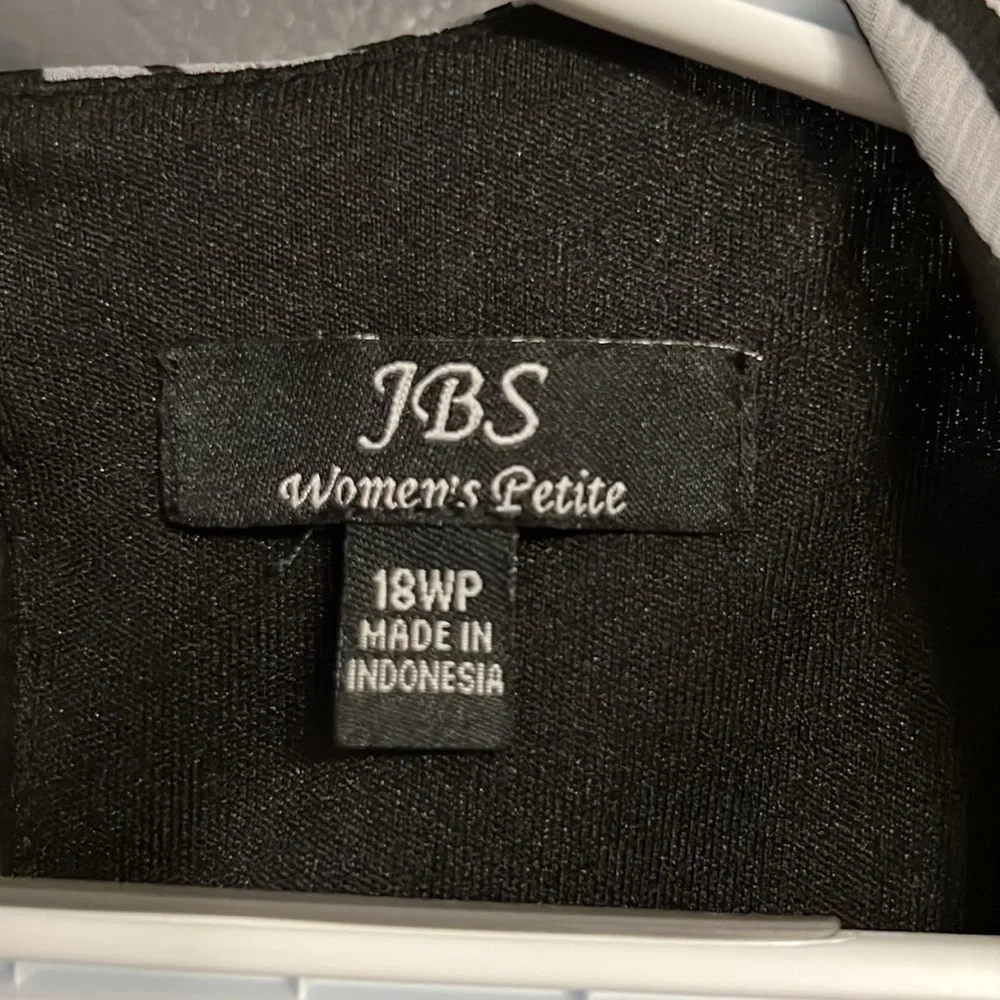 JBS
Women's Petite
18WP
MADE IN
INDONESIA